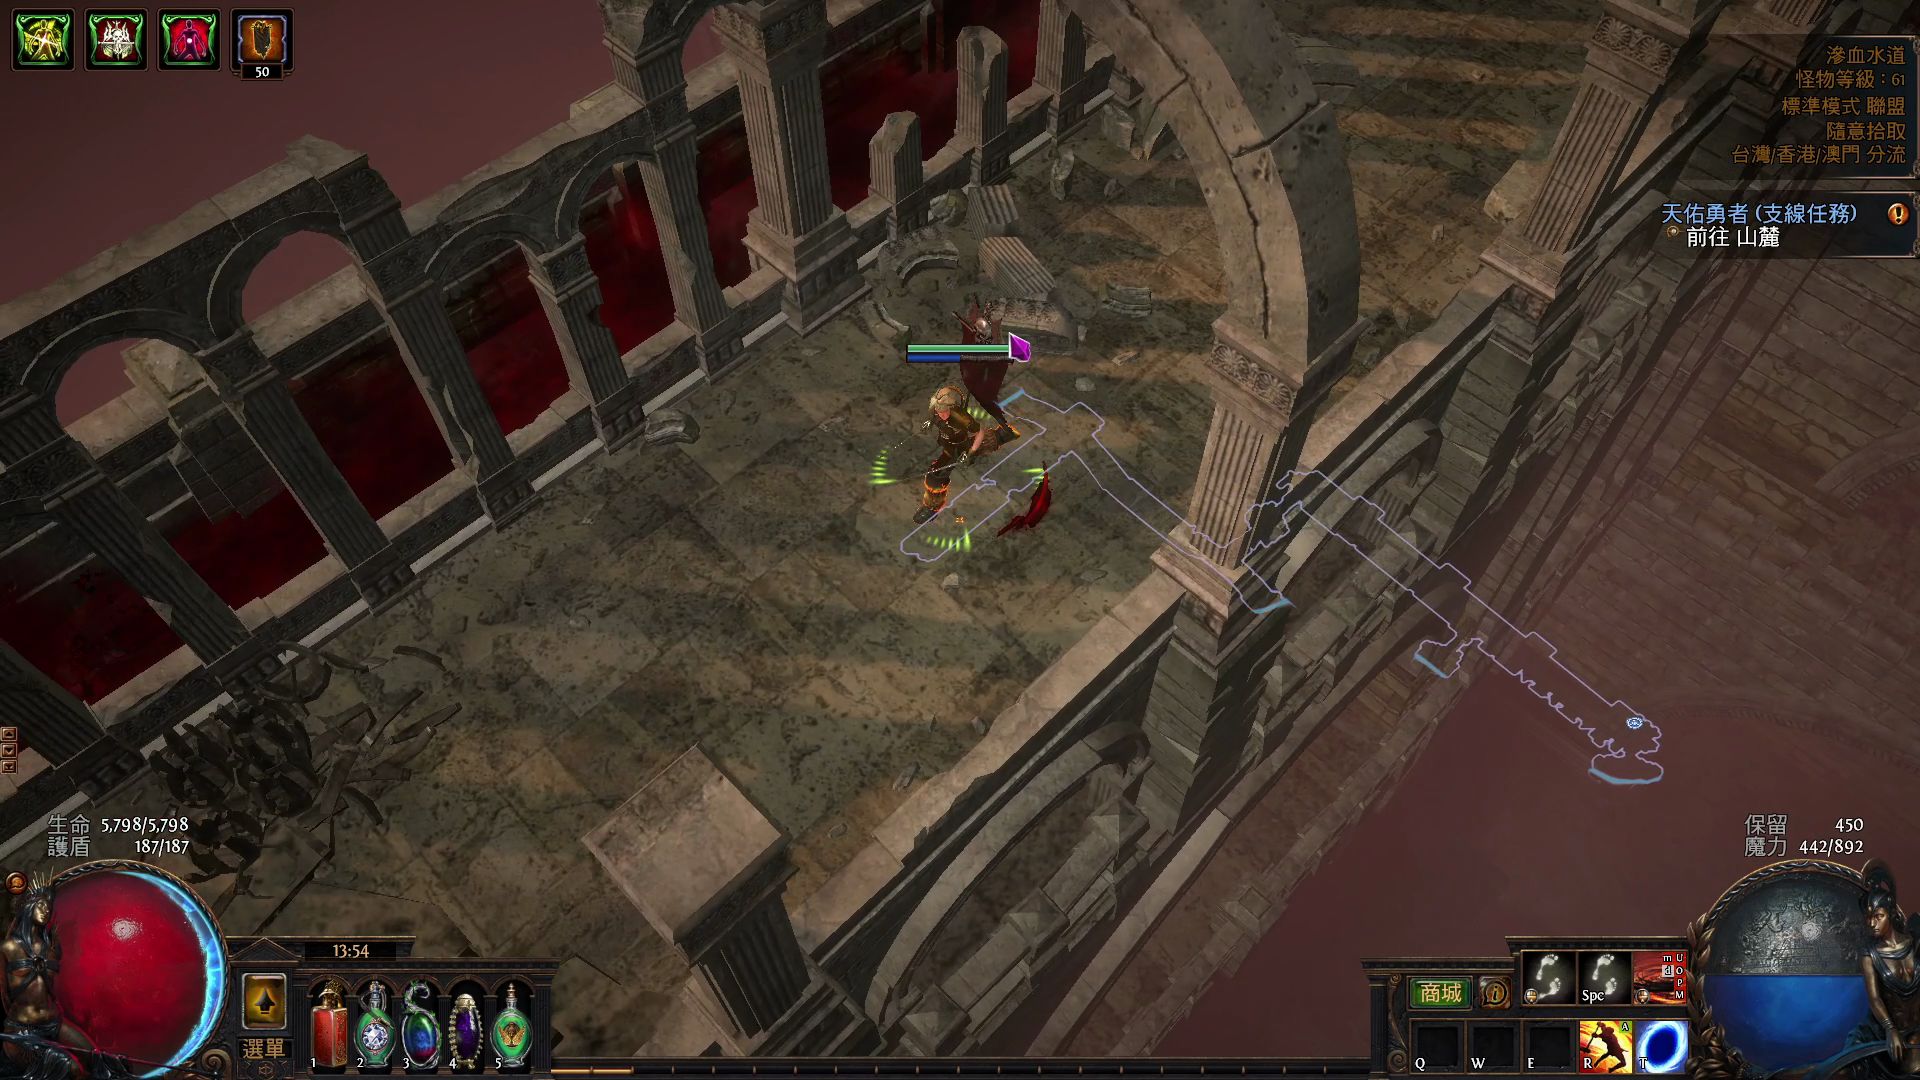 50
滲血水道
怪物等級：61
標準模式 聯盟
隨意拾取
台灣/香港/澳門 分流
天佑勇者 (支線任務)
前往 山麓
生命 5,798/5,798
護盾 187/187
保留 450
魔力 442/892
13:54
選單
1 2 3 4 5
商城
Spc
m U
d O
P
M
A
Q W E R T